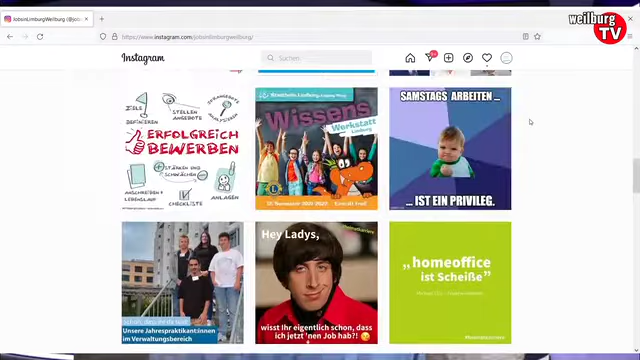 weilburg
TV
JobsinLimburgWeilburg (@jo
https://www.instagram.com/jobsinlimburgweilburg/
Instagram
Suchen
ZIELE
DEFINIEREN
STELLEN
ANGEBOTE
ERFOLGREICH
BEWERBEN
STÄRKEN UND
SCHWÄCHEN
ANSCHREIBEN +
LEBENSLAUF
CHECKLISTE
ANLAGEN
Wissens
Werkstatt
Limburg
SAMSTAGS ARBEITEN ...
... IST EIN PRIVILEG.
Unsere Jahrespraktikant:innen
im Verwaltungsbereich
Hey Ladys,
wisst Ihr eigentlich schon, dass
ich jetzt 'nen Job hab?!
„homeoffice
ist Scheiße”